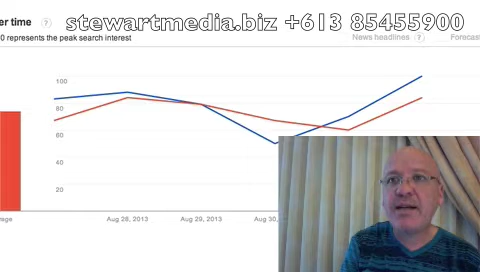 stewartmedia.biz +613 85455900
er time ?
0 represents the peak search interest
News headlines ?
Forecas
100
80
60
40
20
rage
Aug 28, 2013
Aug 29, 2013
Aug 30,